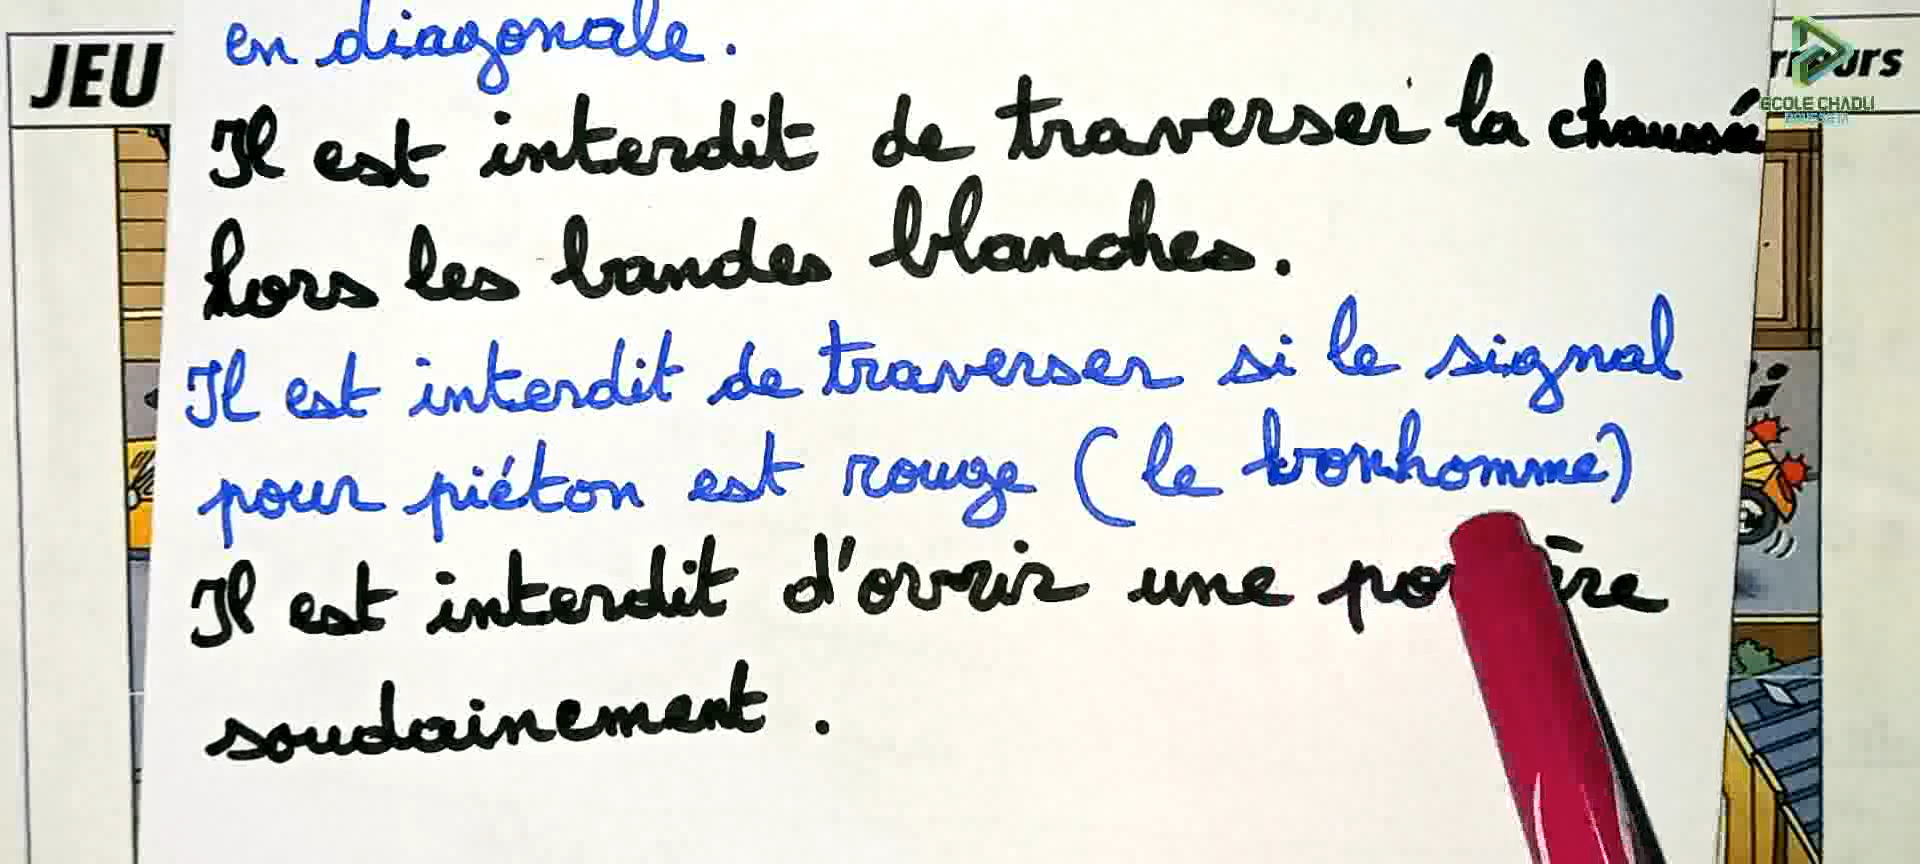 en diagonale.
JEU
Il est interdit de traverser la chaussée
ECOLE CHADLI
hors les bandes blanches.
Il est interdit de traverser si le signal
pour piéton est rouge (le bonhomme)
Il est interdit d'ouvrir une
soudainement.